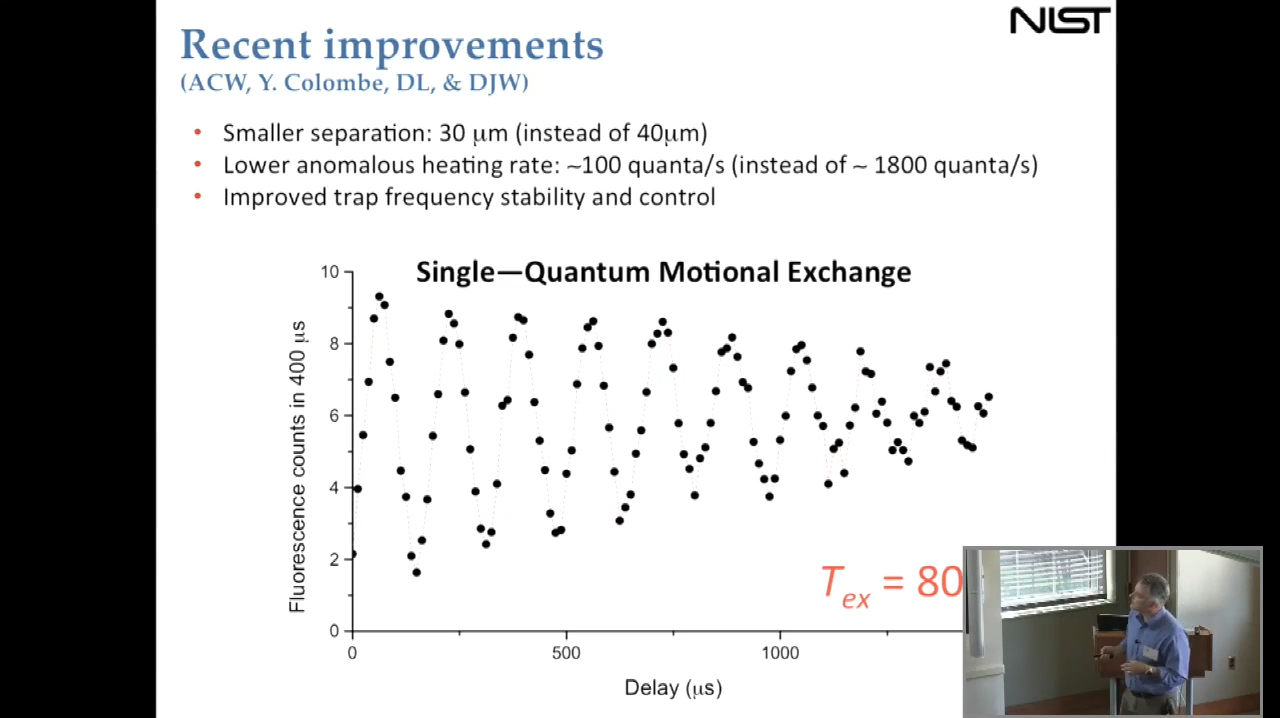 NIST
Recent improvements
(ACW, Y. Colombe, DL, & DJW)
• Smaller separation: 30 μm (instead of 40μm)
• Lower anomalous heating rate: ~100 quanta/s (instead of ~ 1800 quanta/s)
• Improved trap frequency stability and control
Single—Quantum Motional Exchange
Fluorescence counts in 400 μs
10
8
6
4
2
0
T_ex = 80
0
500
1000
Delay (μs)